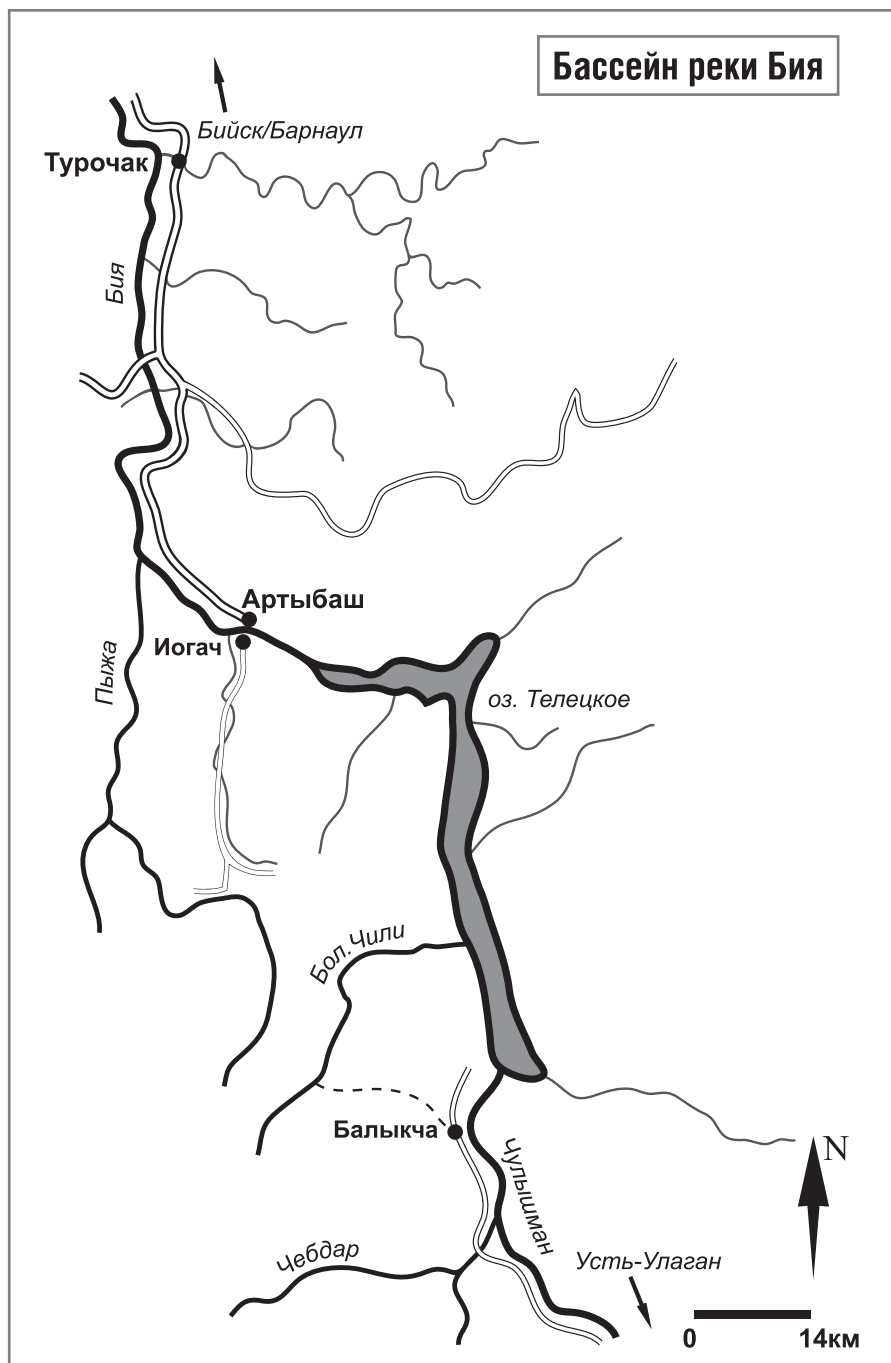 Бассейн реки Бия
Бийск/Барнаул
Турочак
Бия
Артыбаш
Иогач
Пыжа
оз. Телецкое
Бол.Чили
Балыкча
Чулышман
N
Чебдар
Усть-Улаган
0 14км